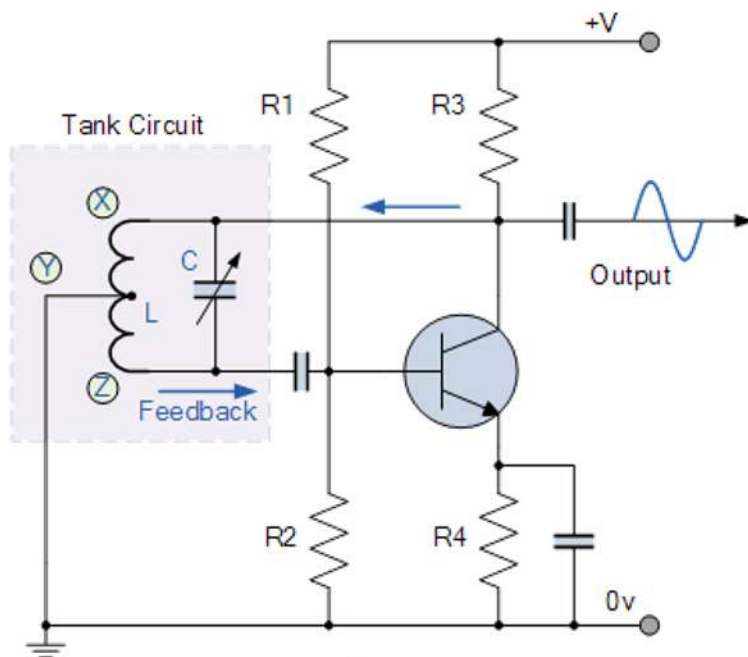 +V
R1
R3
Tank Circuit
X
Y
C
L
Output
Z
Feedback
R2
R4
0v